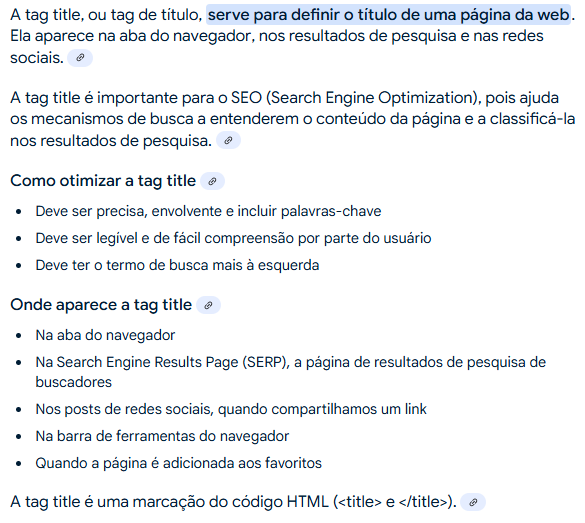 A tag title, ou tag de título, serve para definir o título de uma página da web.
Ela aparece na aba do navegador, nos resultados de pesquisa e nas redes
sociais.
A tag title é importante para o SEO (Search Engine Optimization), pois ajuda
os mecanismos de busca a entenderem o conteúdo da página e a classificá-la
nos resultados de pesquisa.
Como otimizar a tag title
• Deve ser precisa, envolvente e incluir palavras-chave
• Deve ser legível e de fácil compreensão por parte do usuário
• Deve ter o termo de busca mais à esquerda
Onde aparece a tag title
• Na aba do navegador
• Na Search Engine Results Page (SERP), a página de resultados de pesquisa de
buscadores
• Nos posts de redes sociais, quando compartilhamos um link
• Na barra de ferramentas do navegador
• Quando a página é adicionada aos favoritos
A tag title é uma marcação do código HTML (<title> e </title>).